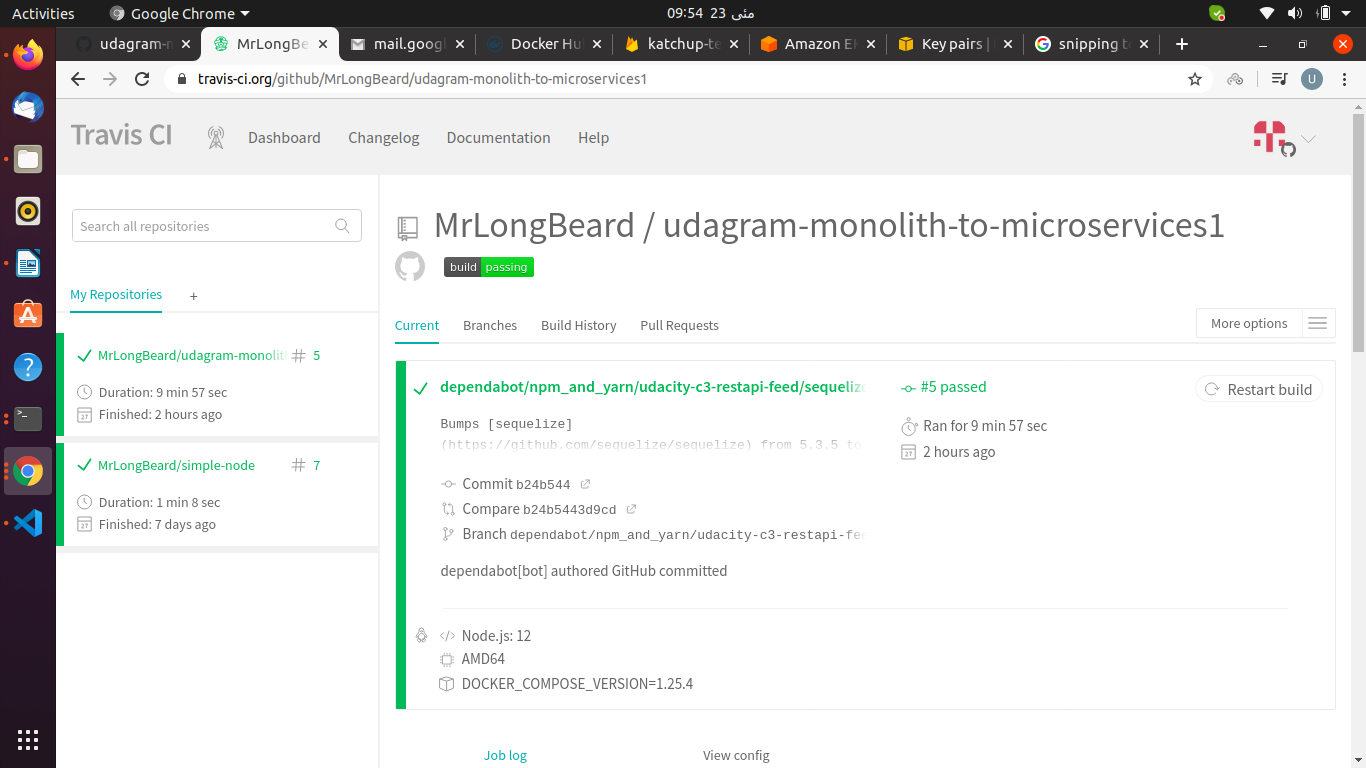 Activities
Google Chrome
09:54 23 مئی
udagram-m
MrLongBe
mail.googl
Docker Hu
katchup-te
Amazon E
Key pairs |
snipping to
travis-ci.org/github/MrLongBeard/udagram-monolith-to-microservices1
U
Travis CI
Dashboard
Changelog
Documentation
Help
Search all repositories
My Repositories
+
MrLongBeard/udagram-monolit
# 5
Duration: 9 min 57 sec
Finished: 2 hours ago
MrLongBeard/simple-node
# 7
Duration: 1 min 8 sec
Finished: 7 days ago
MrLongBeard / udagram-monolith-to-microservices1
build passing
Current
Branches
Build History
Pull Requests
More options
dependabot/npm_and_yarn/udacity-c3-restapi-feed/sequelize
Bumps [sequelize]
(https://github.com/sequelize/sequelize) from 5.3.5 to
Commit b24b544
Compare b24b5443d9cd
Branch dependabot/npm_and_yarn/udacity-c3-restapi-fee
dependabot[bot] authored GitHub committed
#5 passed
Ran for 9 min 57 sec
2 hours ago
Restart build
Node.js: 12
AMD64
DOCKER_COMPOSE_VERSION=1.25.4
Job log
View config